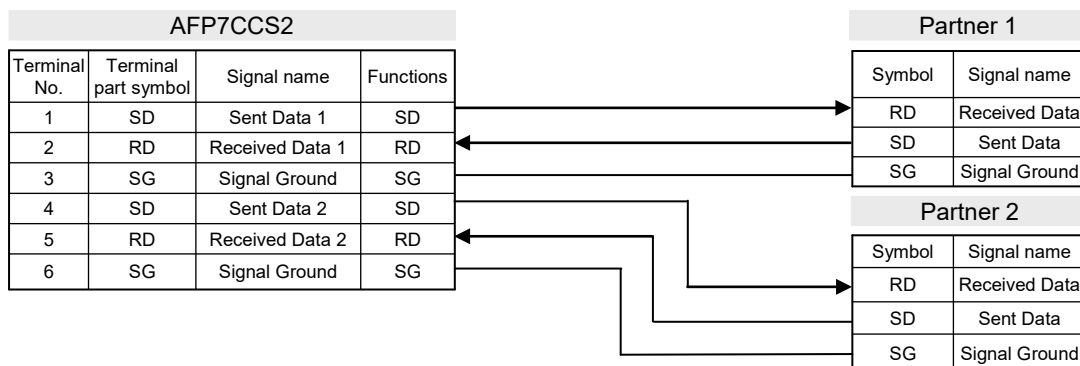 AFP7CCS2
Terminal No. Terminal part symbol Signal name Functions
1 SD Sent Data 1 SD
2 RD Received Data 1 RD
3 SG Signal Ground SG
4 SD Sent Data 2 SD
5 RD Received Data 2 RD
6 SG Signal Ground SG
Partner 1
Symbol Signal name
RD Received Data
SD Sent Data
SG Signal Ground
Partner 2
Symbol Signal name
RD Received Data
SD Sent Data
SG Signal Ground